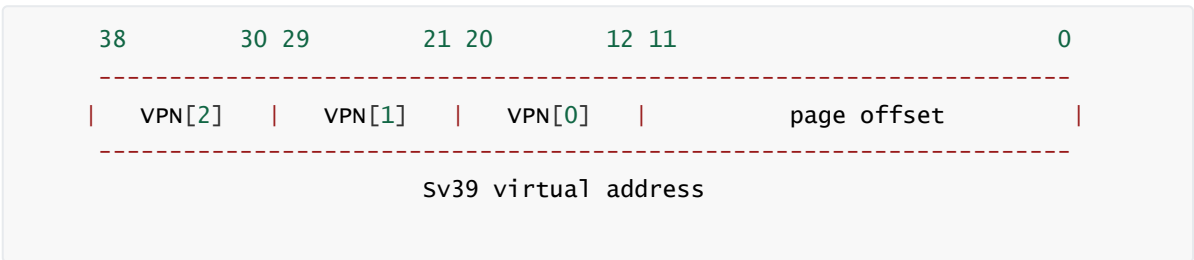 38 30 29 21 20 12 11 0
--------------------------------------------------------------------
| VPN[2] | VPN[1] | VPN[0] | page offset |
--------------------------------------------------------------------
Sv39 virtual address